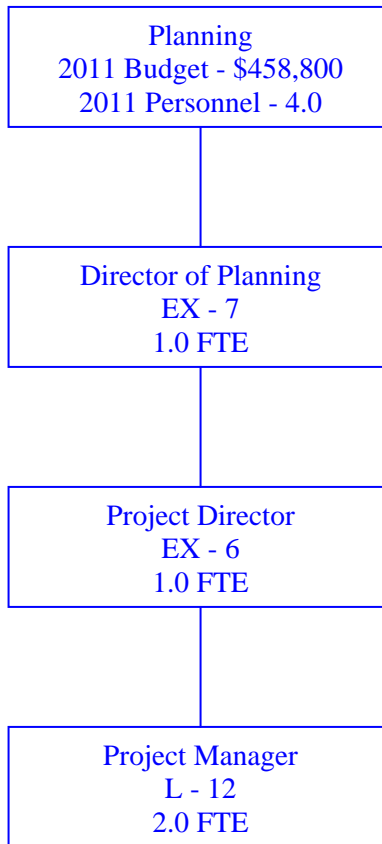 Planning
2011 Budget - $458,800
2011 Personnel - 4.0
Director of Planning
EX - 7
1.0 FTE
Project Director
EX - 6
1.0 FTE
Project Manager
L - 12
2.0 FTE